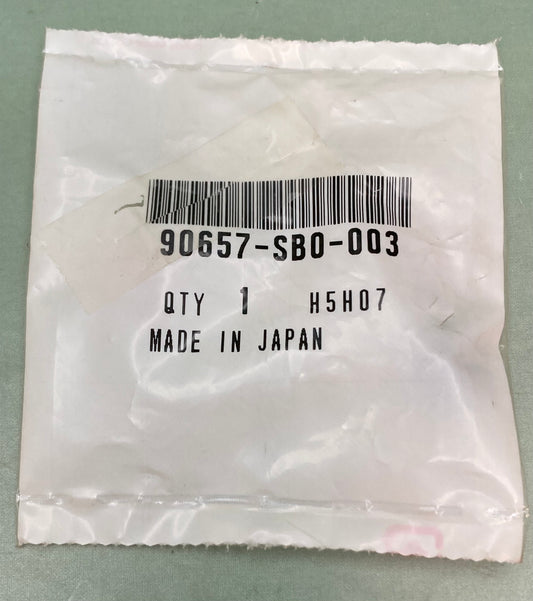 90657-SB0-003
QTY 1 H5H07
MADE IN JAPAN